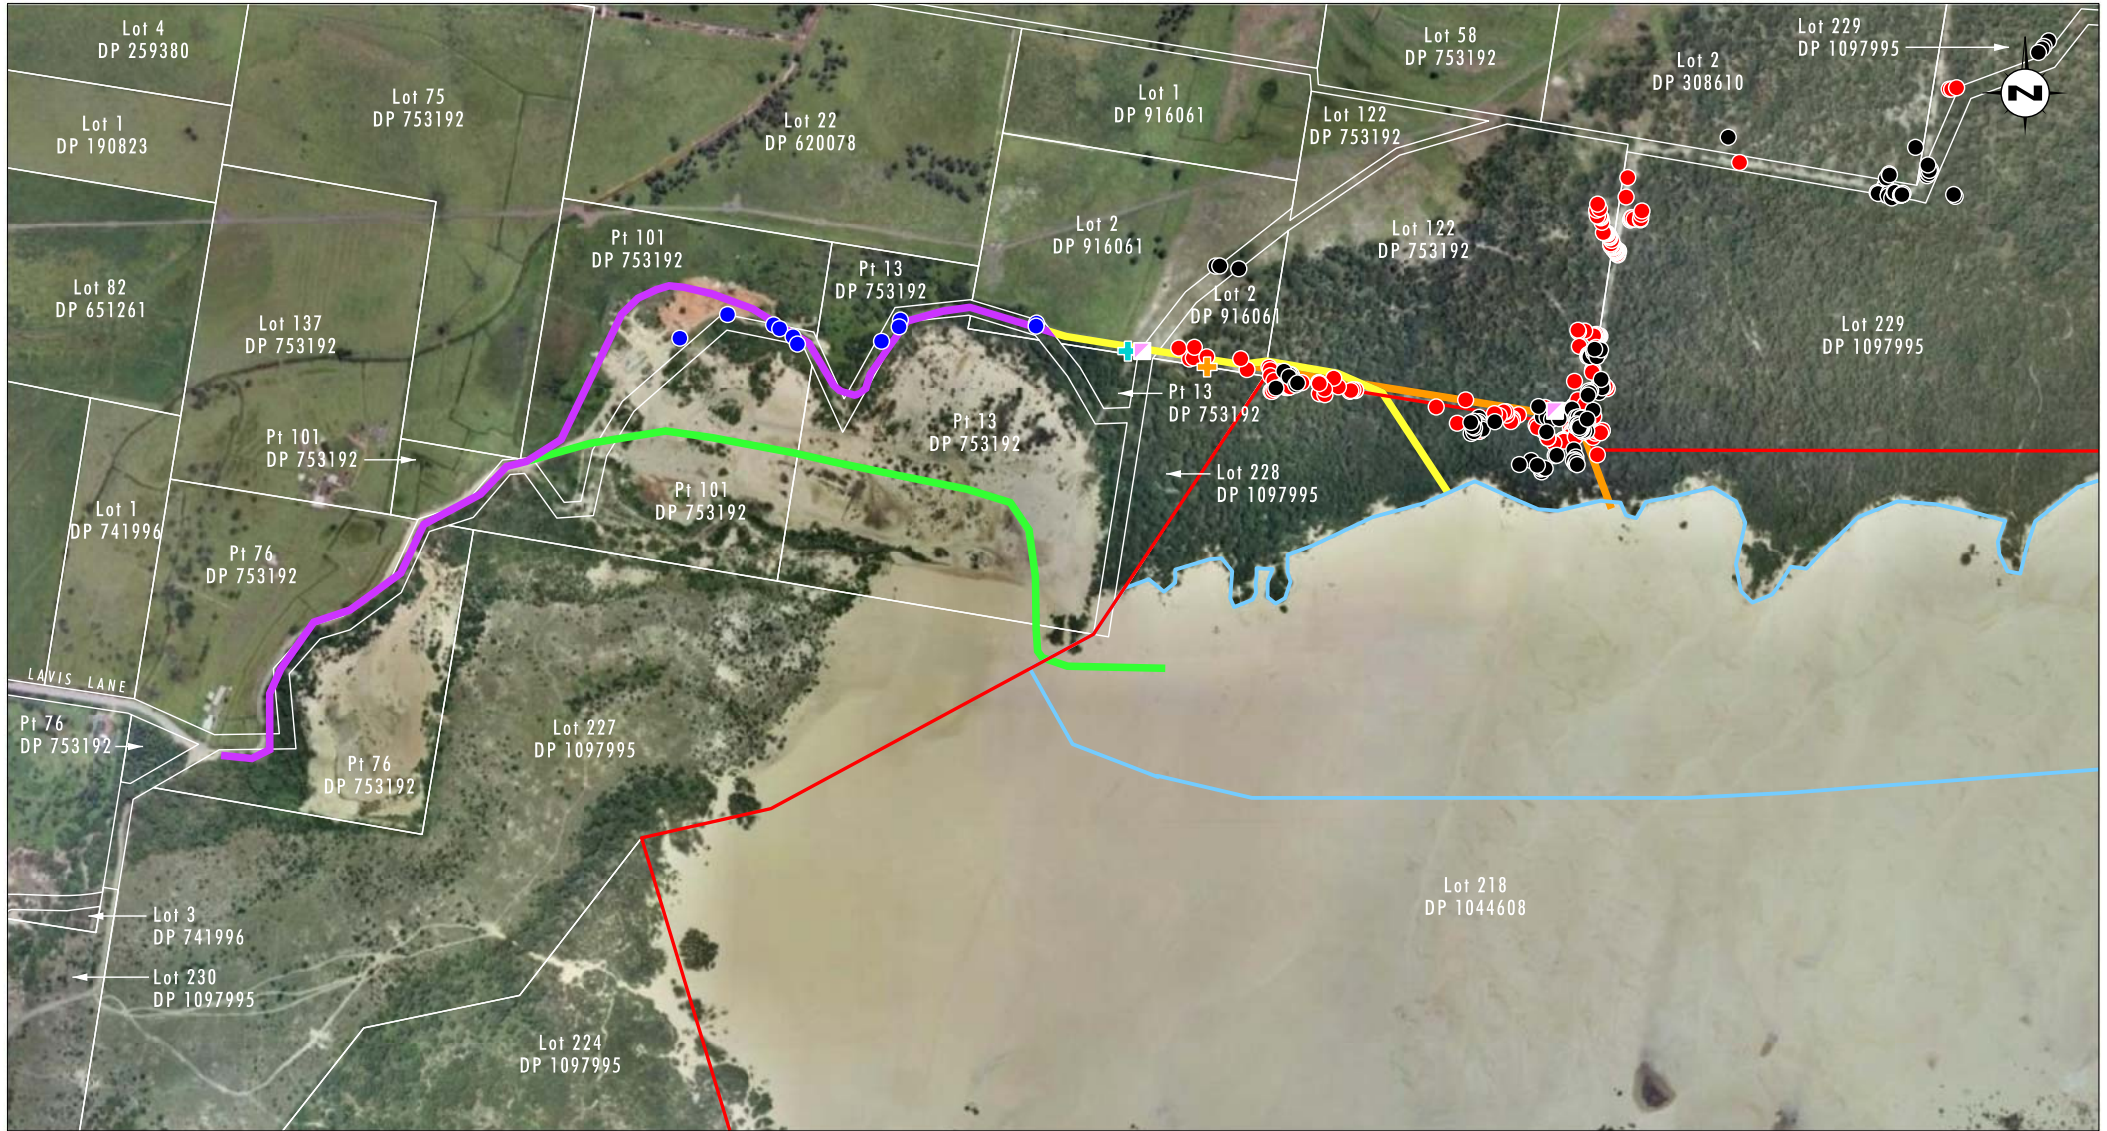 Lot 4
DP 259380
Lot 75
DP 753192
Lot 1
DP 190823
Lot 22
DP 620078
Lot 1
DP 916061
Lot 58
DP 753192
Lot 122
DP 753192
Lot 2
DP 308610
Lot 229
DP 1097995
N
Lot 82
DP 651261
Lot 137
DP 753192
Pt 101
DP 753192
Pt 13
DP 753192
Lot 2
DP 916061
Lot 2
DP 916061
Lot 122
DP 753192
Lot 229
DP 1097995
Pt 101
DP 753192
Lot 1
DP 741996
Pt 76
DP 753192
Pt 101
DP 753192
Pt 13
DP 753192
Pt 13
DP 753192
Lot 228
DP 1097995
LAVIS LANE
Pt 76
DP 753192
Pt 76
DP 753192
Lot 227
DP 1097995
Lot 3
DP 741996
Lot 230
DP 1097995
Lot 224
DP 1097995
Lot 218
DP 1044608